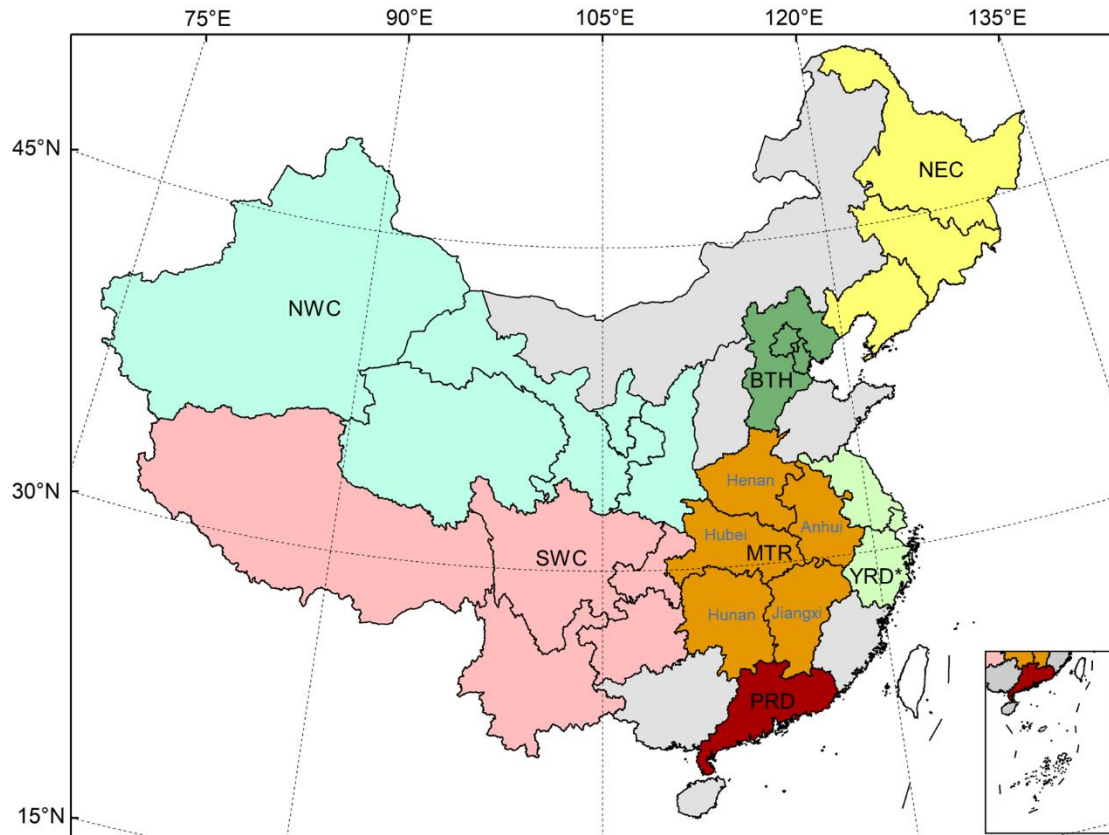 75°E
90°E
105°E
120°E
135°E
45°N
NEC
NWC
BTH
Henan
30°N
Anhui
Hubei
MTR
SWC
YRD*
Hunan
Jiangxi
PRD
15°N